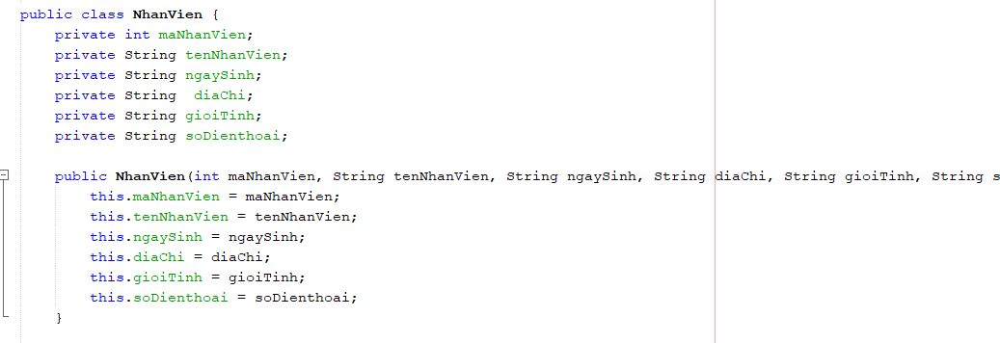 public class NhanVien {
    private int maNhanVien;
    private String tenNhanVien;
    private String ngaySinh;
    private String  diaChi;
    private String gioiTinh;
    private String soDienthoai;
    public NhanVien(int maNhanVien, String tenNhanVien, String ngaySinh, String diaChi, String gioiTinh, String s
        this.maNhanVien = maNhanVien;
        this.tenNhanVien = tenNhanVien;
        this.ngaySinh = ngaySinh;
        this.diaChi = diaChi;
        this.gioiTinh = gioiTinh;
        this.soDienthoai = soDienthoai;
    }